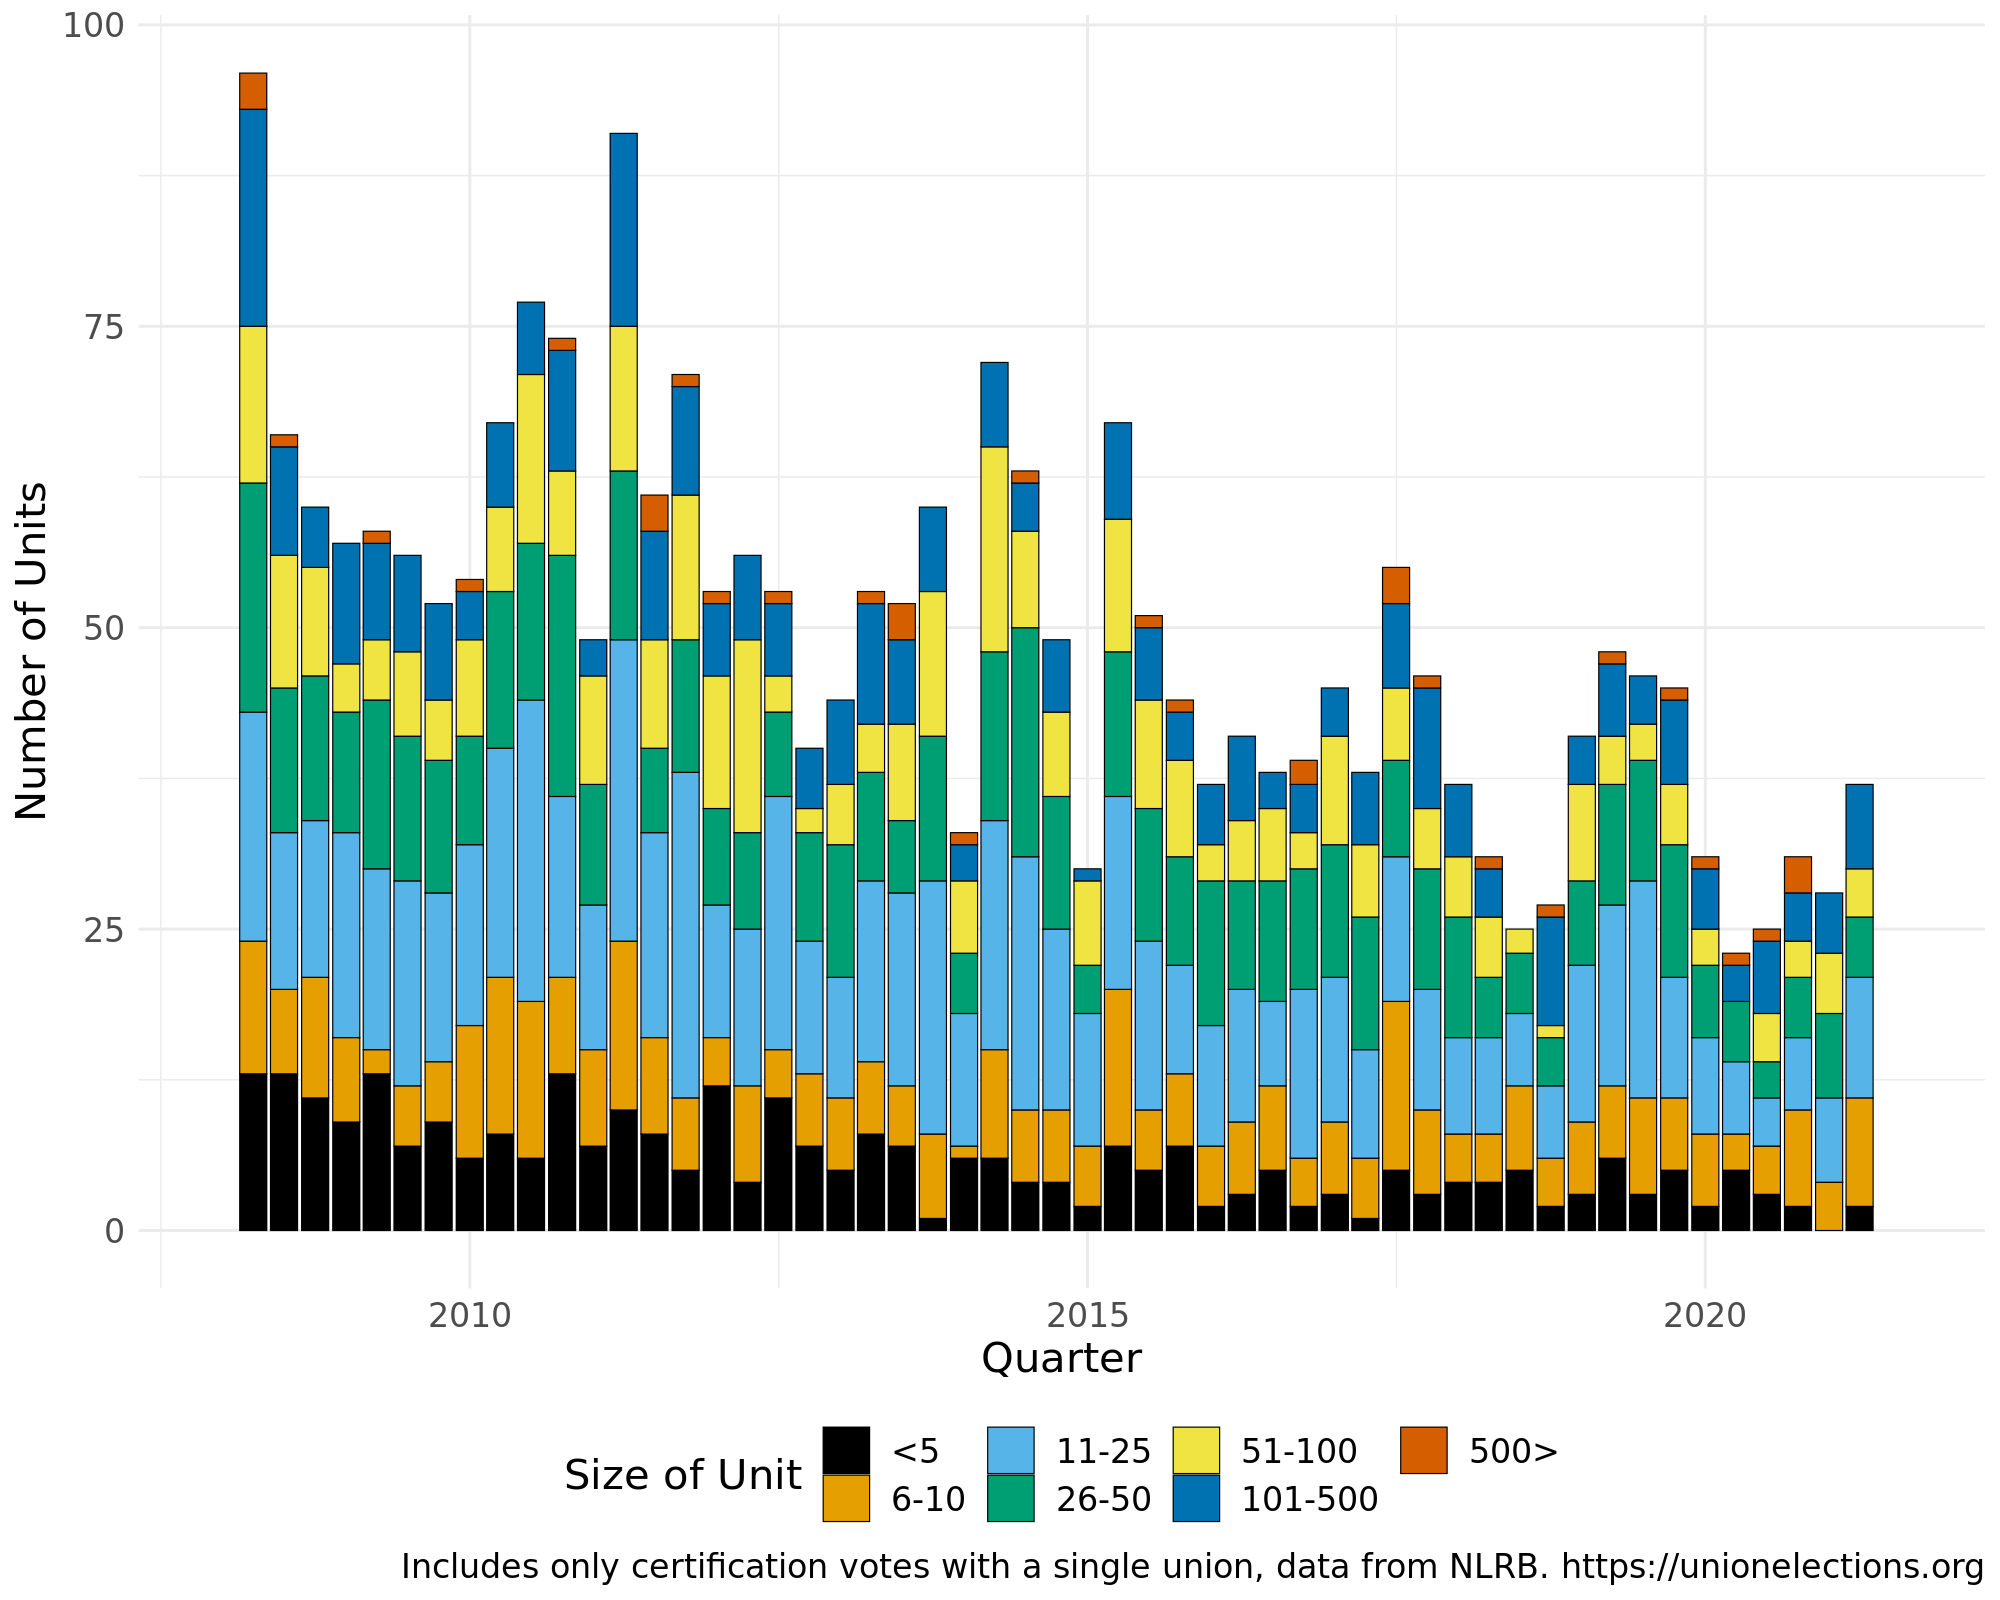 100
75
50
25
0
Number of Units
2010 2015 2020
Quarter
Size of Unit
<5 11-25 51-100 500>
6-10 26-50 101-500
Includes only certification votes with a single union, data from NLRB. https://unionelections.org